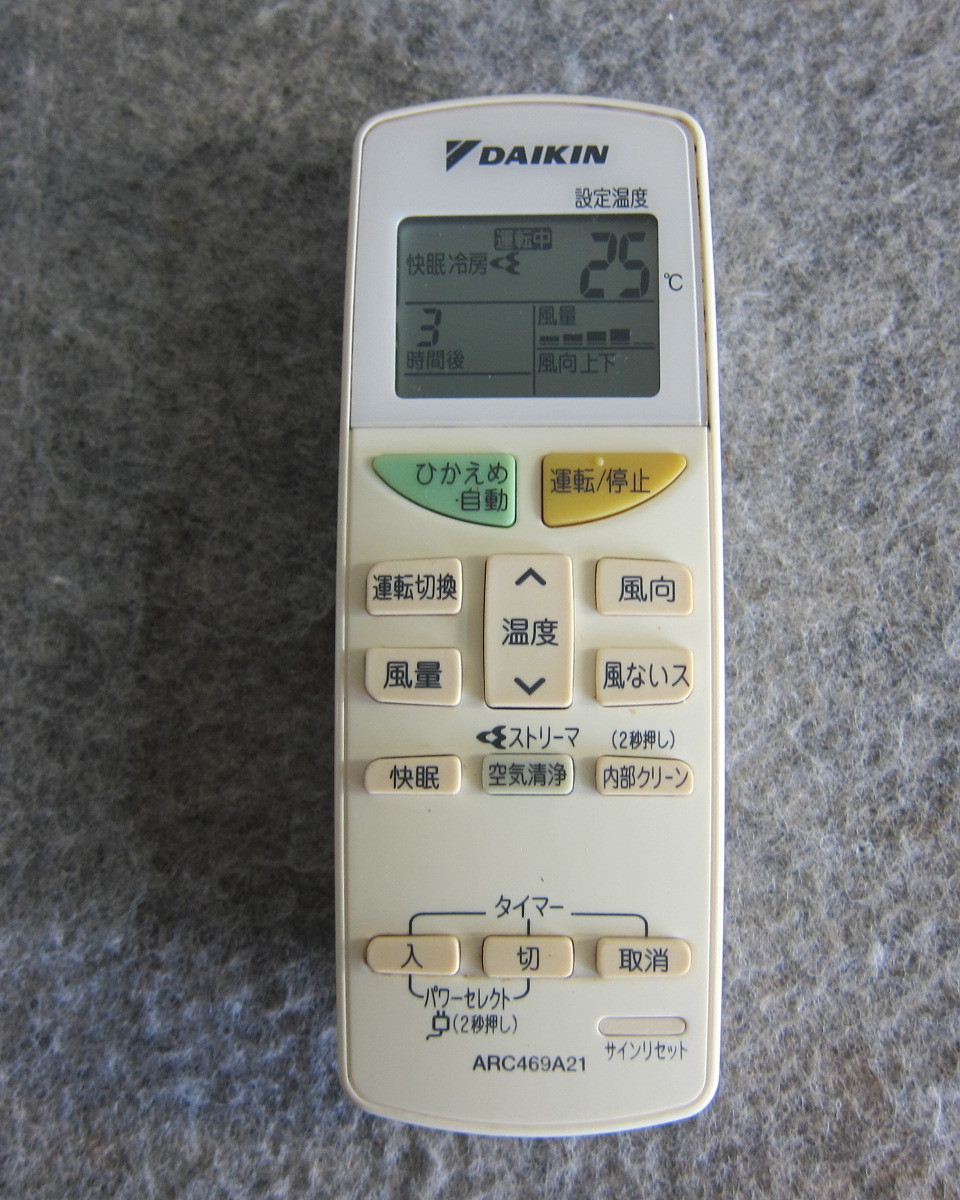 DAIKIN
設定温度
運転中
快眠冷房
25
℃
3
時間後
風量
風向上下
ひかえめ
・自動
運転/停止
運転切換
温度
風向
風量
風ないス
ストリーマ
(2秒押し)
快眠
空気清浄
内部クリーン
タイマー
入
切
取消
パワーセレクト
(2秒押し)
サインリセット
ARC469A21